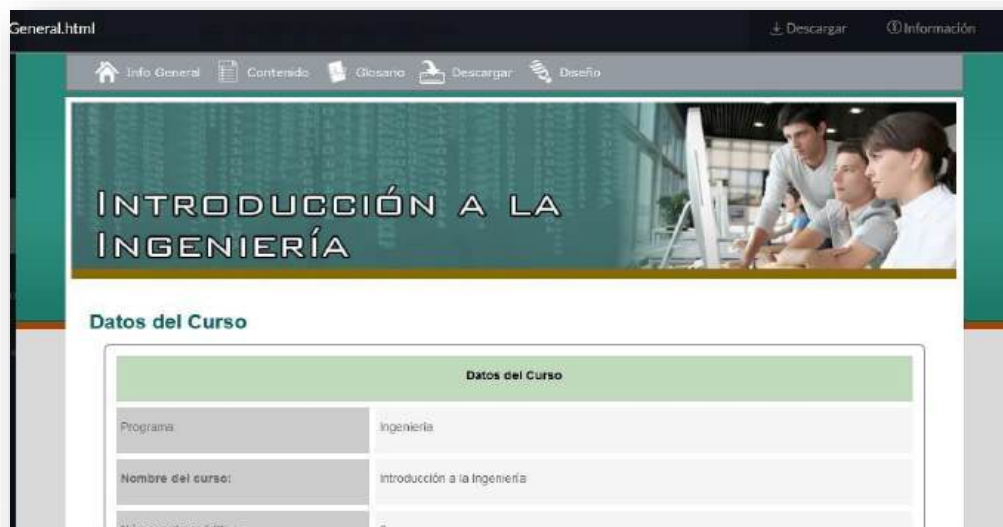 General.html
Descargar Información
Info General Contenido Glosario Descargar Diseño
INTRODUCCIÓN A LA
INGENIERÍA
Datos del Curso
Datos del Curso
Programa: Ingeniería
Nombre del curso: Introducción a la Ingeniería